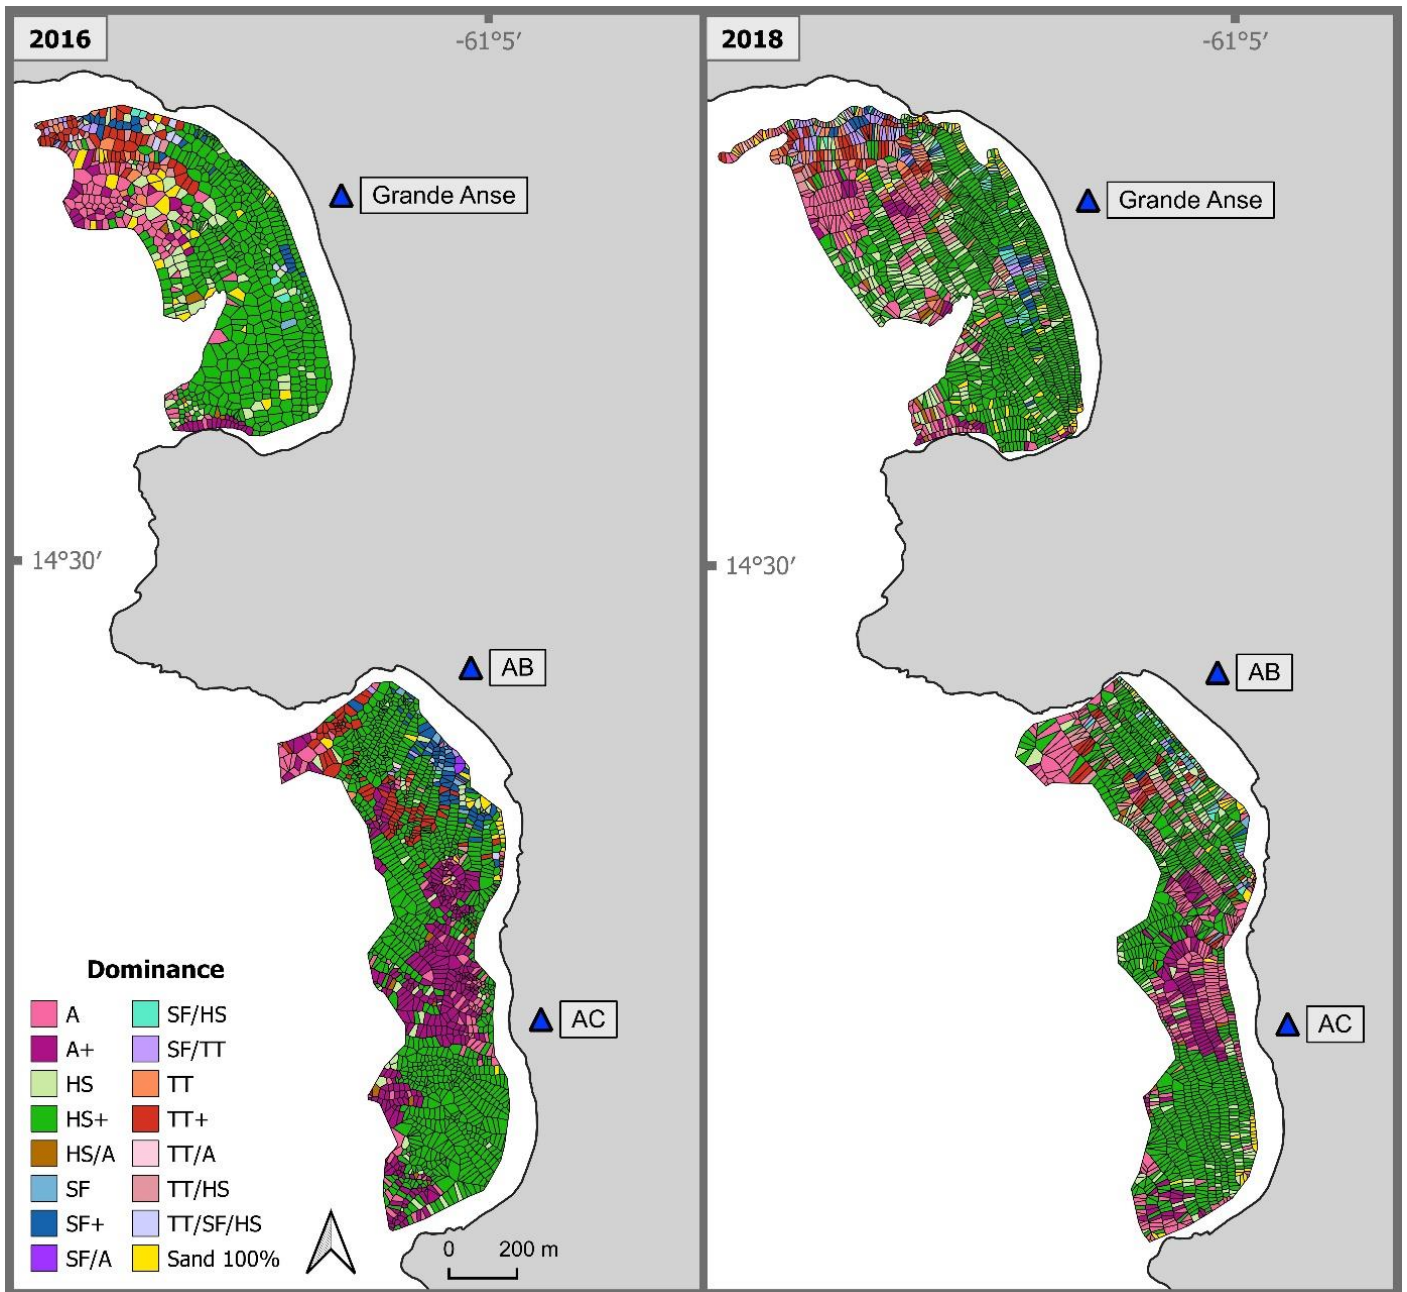 2016
-61°5′
2018
-61°5′
Grande Anse
Grande Anse
14°30′
14°30′
AB
AB
Dominance
A
SF/HS
A+
SF/TT
HS
TT
HS+
TT+
HS/A
TT/A
SF
TT/HS
SF+
TT/SF/HS
SF/A
Sand 100%
AC
AC
0 200 m